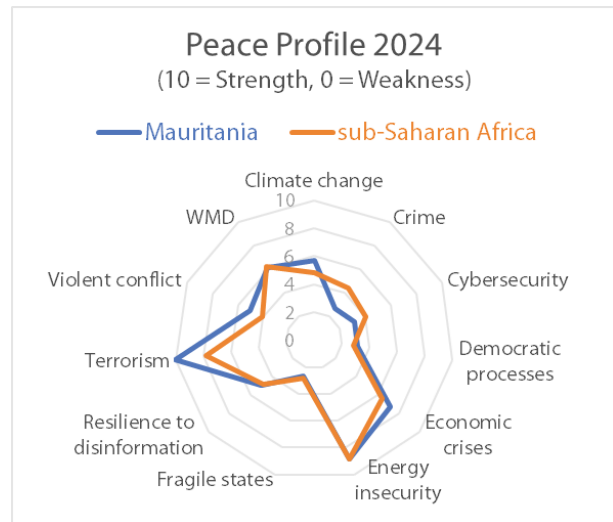 Peace Profile 2024
(10 = Strength, 0 = Weakness)
Mauritania sub-Saharan Africa
Climate change
10
8
6
4
2
0
Crime
Cybersecurity
Democratic
processes
Economic
crises
Energy
insecurity
Fragile states
Resilience to
disinformation
Terrorism
Violent conflict
WMD